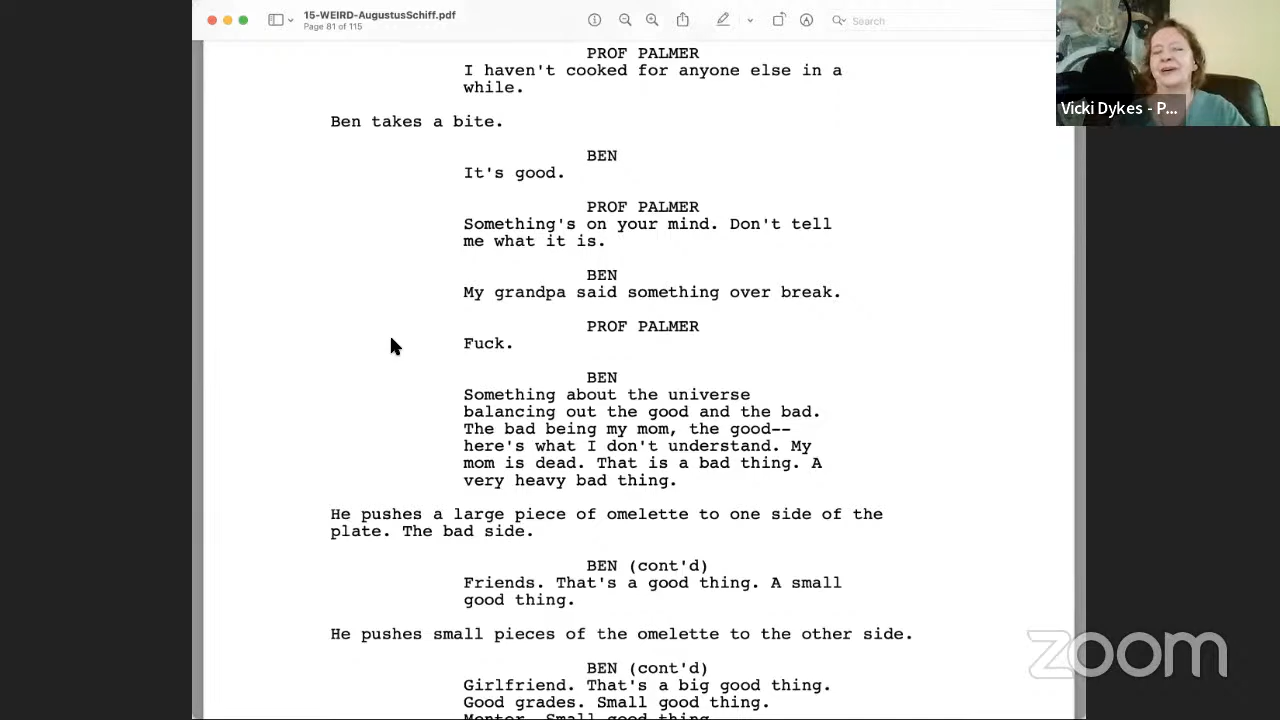 15-WEIRD-AugustusSchiff.pdf
Page 81 of 115
Search
Vicki Dykes - P...
PROF PALMER
I haven't cooked for anyone else in a
while.
Ben takes a bite.
BEN
It's good.
PROF PALMER
Something's on your mind. Don't tell
me what it is.
BEN
My grandpa said something over break.
PROF PALMER
Fuck.
BEN
Something about the universe
balancing out the good and the bad.
The bad being my mom, the good--
here's what I don't understand. My
mom is dead. That is a bad thing. A
very heavy bad thing.
He pushes a large piece of omelette to one side of the
plate. The bad side.
BEN (cont'd)
Friends. That's a good thing. A small
good thing.
He pushes small pieces of the omelette to the other side.
BEN (cont'd)
Girlfriend. That's a big good thing.
Good grades. Small good thing.
Mentor. Small good thing.
zoom